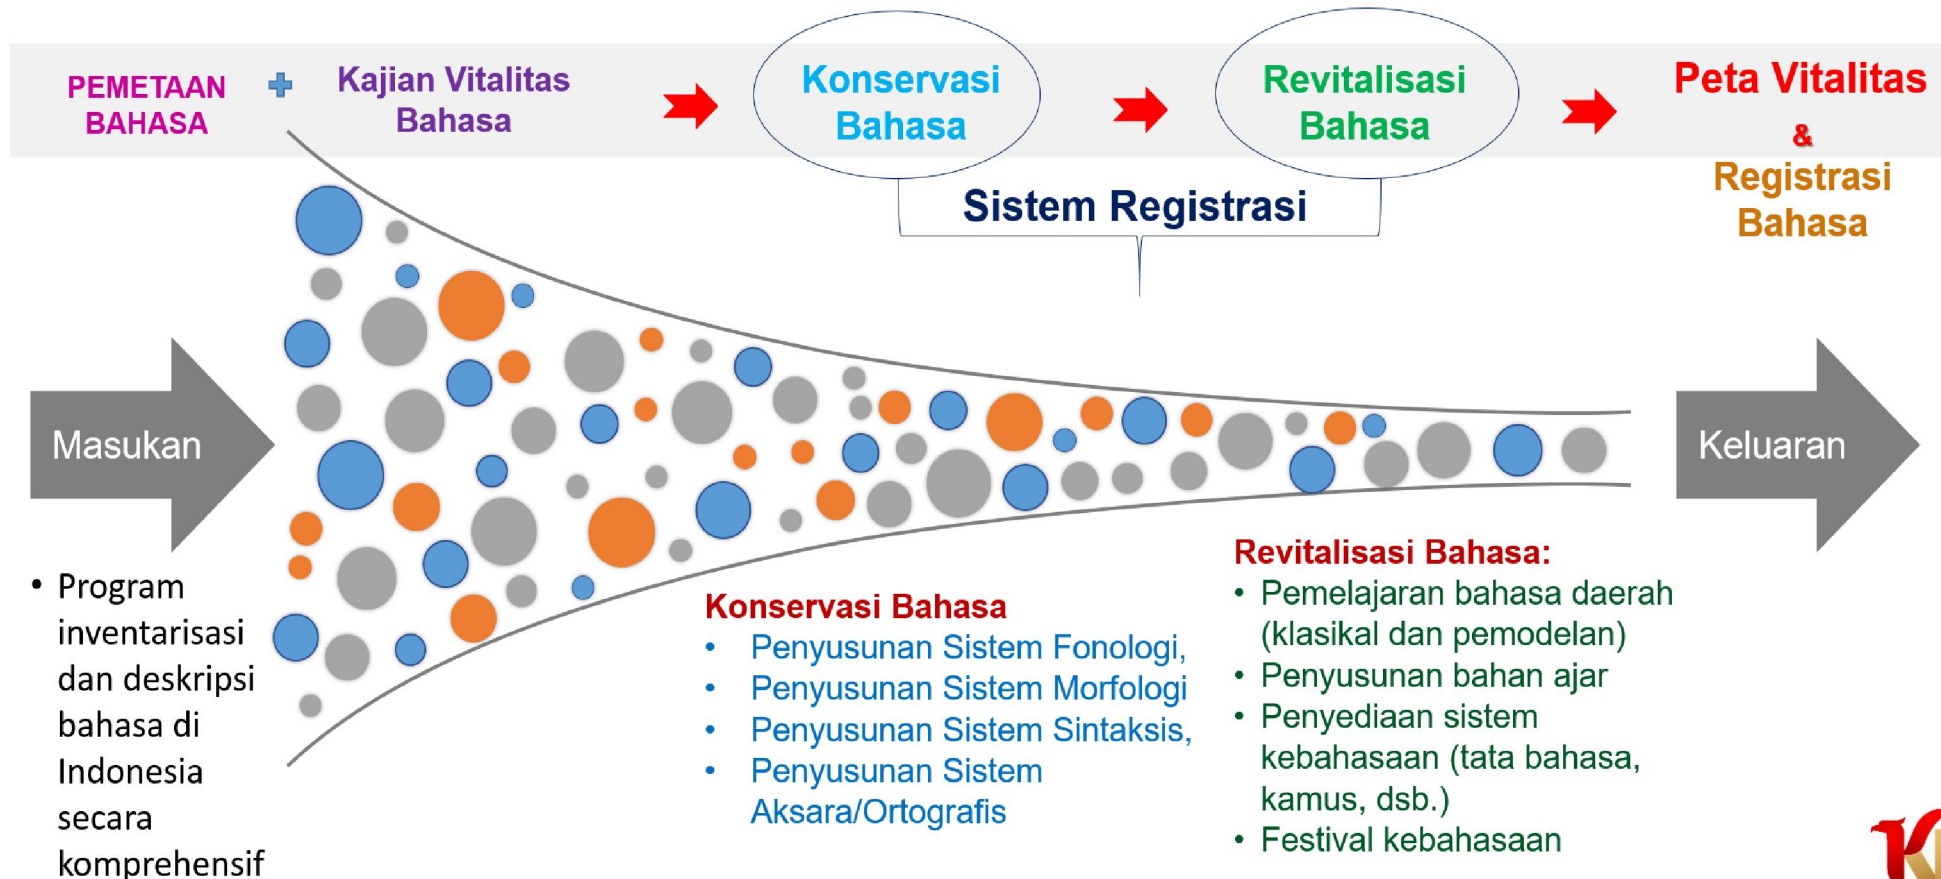 PEMETAAN
BAHASA
+
Kajian Vitalitas
Bahasa
Konservasi
Bahasa
Revitalisasi
Bahasa
Peta Vitalitas
&
Registrasi
Bahasa
Sistem Registrasi
Masukan
Keluaran
• Program
inventarisasi
dan deskripsi
bahasa di
Indonesia
secara
komprehensif
Konservasi Bahasa
• Penyusunan Sistem Fonologi,
• Penyusunan Sistem Morfologi
• Penyusunan Sistem Sintaksis,
• Penyusunan Sistem
Aksara/Ortografis
Revitalisasi Bahasa:
• Pemelajaran bahasa daerah
(klasikal dan pemodelan)
• Penyusunan bahan ajar
• Penyediaan sistem
kebahasaan (tata bahasa,
kamus, dsb.)
• Festival kebahasaan